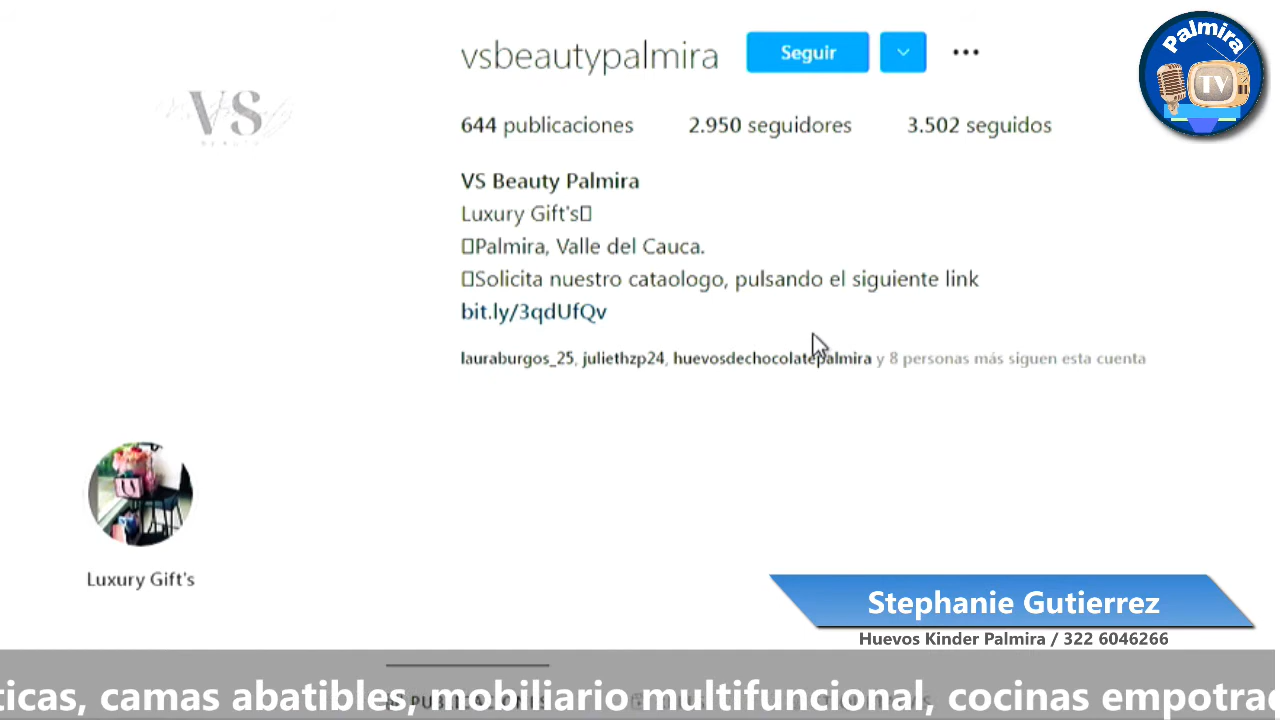 vsbeautypalmira
Seguir
Palmira
TV
VS
644 publicaciones
2.950 seguidores
3.502 seguidos
VS Beauty Palmira
Luxury Gift's
Palmira, Valle del Cauca.
Solicita nuestro cataologo, pulsando el siguiente link
bit.ly/3qdUfQv
lauraburgos_25, juliethzp24, huevosdechocolatepalmira y 8 personas más siguen esta cuenta
Luxury Gift's
Stephanie Gutierrez
Huevos Kinder Palmira / 322 6046266
ticas, camas abatibles, mobiliario multifuncional, cocinas empotrad
PUBLICACIONES